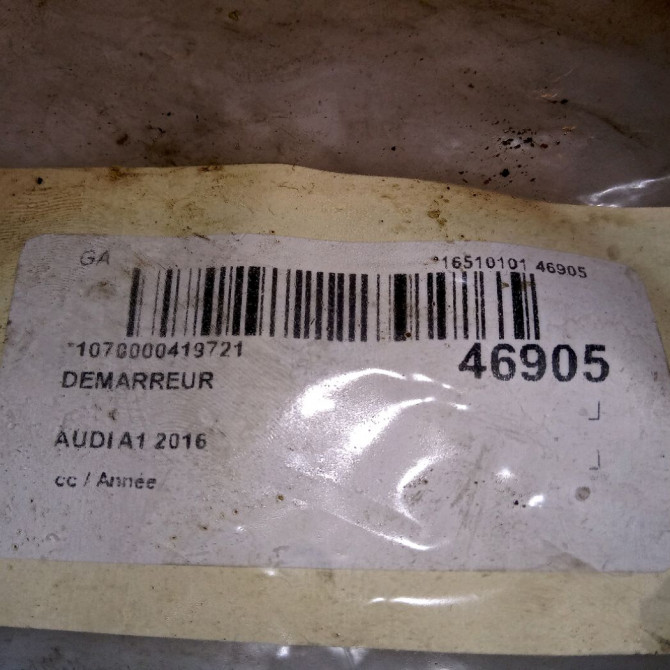 GA
*16510101 46905
*1070000419721
46905
DEMARREUR
AUDI A1 2016
cc / Année